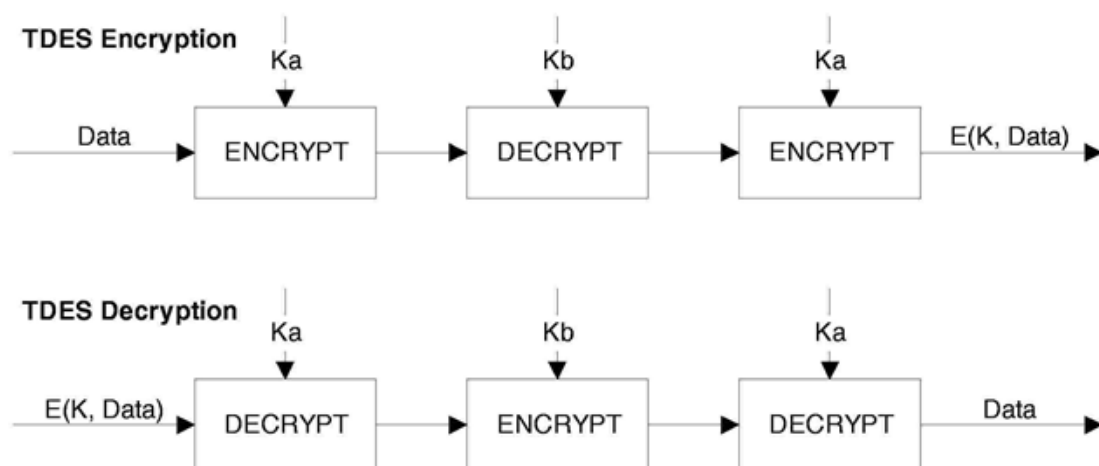 TDES Encryption
Ka
Kb
Ka
Data
ENCRYPT
DECRYPT
ENCRYPT
E(K, Data)
TDES Decryption
Ka
Kb
Ka
E(K, Data)
DECRYPT
ENCRYPT
DECRYPT
Data